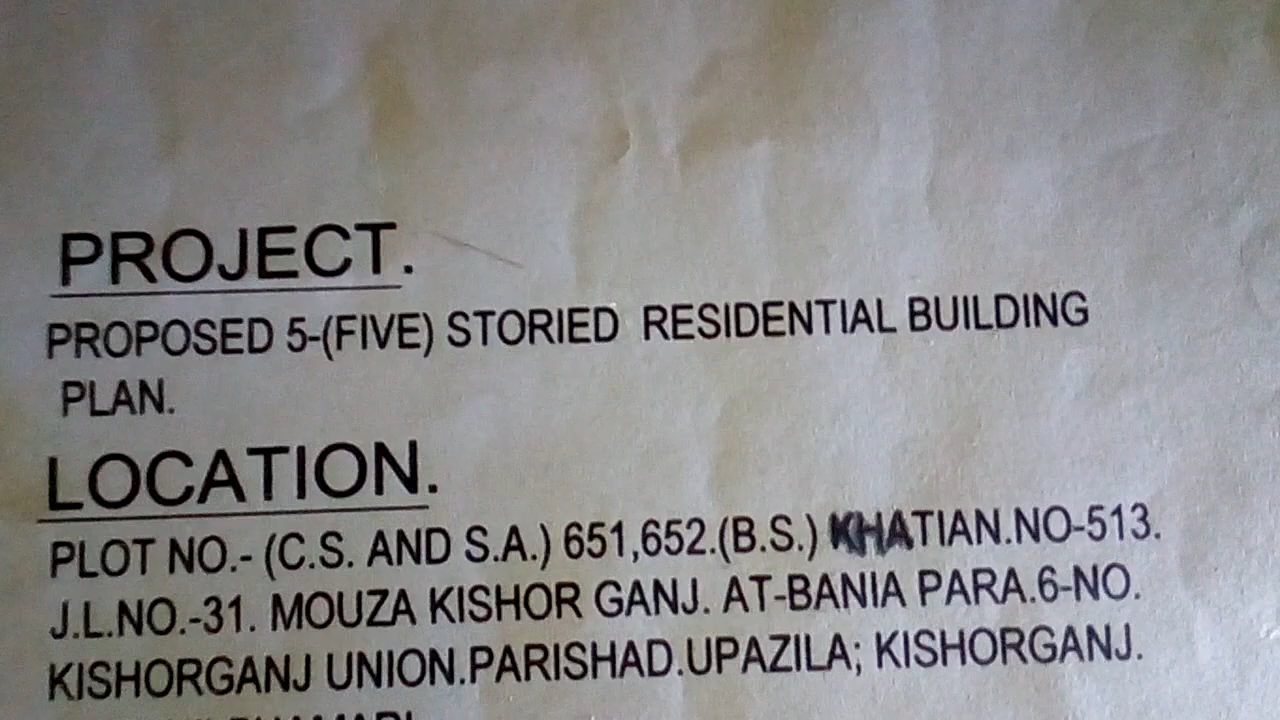 PROJECT.
PROPOSED 5-(FIVE) STORIED RESIDENTIAL BUILDING
PLAN.
LOCATION.
PLOT NO.- (C.S. AND S.A.) 651,652.(B.S.) KHATIAN.NO-513.
J.L.NO.-31. MOUZA KISHOR GANJ. AT-BANIA PARA.6-NO.
KISHORGANJ UNION.PARISHAD.UPAZILA; KISHORGANJ.